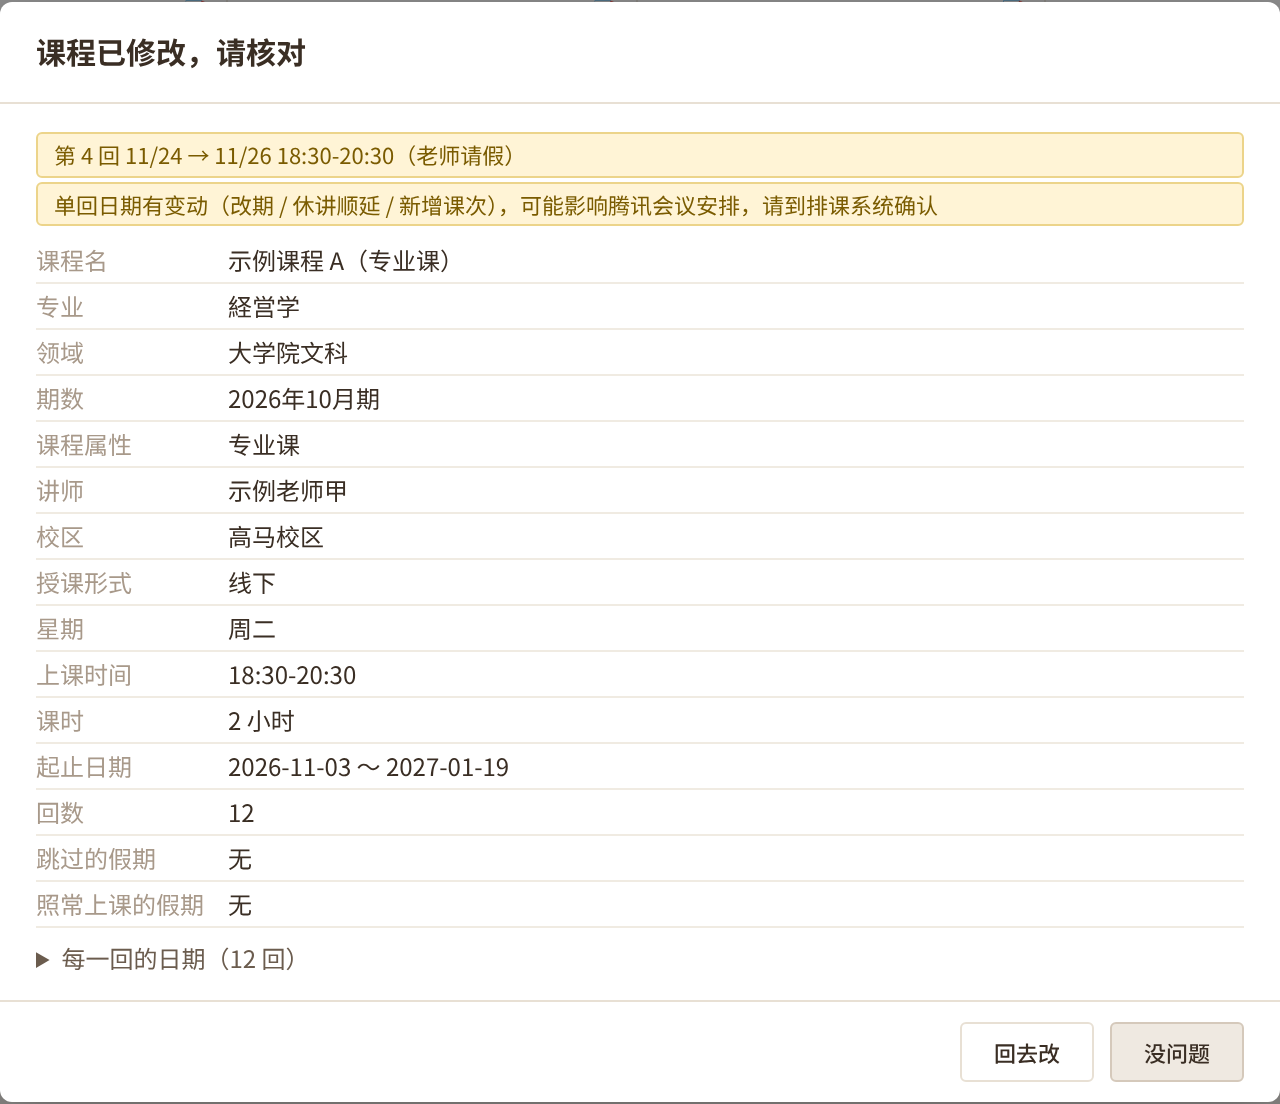 课程已修改，请核对
第 4 回 11/24 → 11/26 18:30-20:30（老师请假）
单回日期有变动（改期 / 休讲顺延 / 新增课次），可能影响腾讯会议安排，请到排课系统确认
课程名 示例课程 A（专业课）
专业 経営学
领域 大学院文科
期数 2026年10月期
课程属性 专业课
讲师 示例老师甲
校区 高马校区
授课形式 线下
星期 周二
上课时间 18:30-20:30
课时 2 小时
起止日期 2026-11-03 ～ 2027-01-19
回数 12
跳过的假期 无
照常上课的假期 无
▶ 每一回的日期（12 回）
回去改 没问题